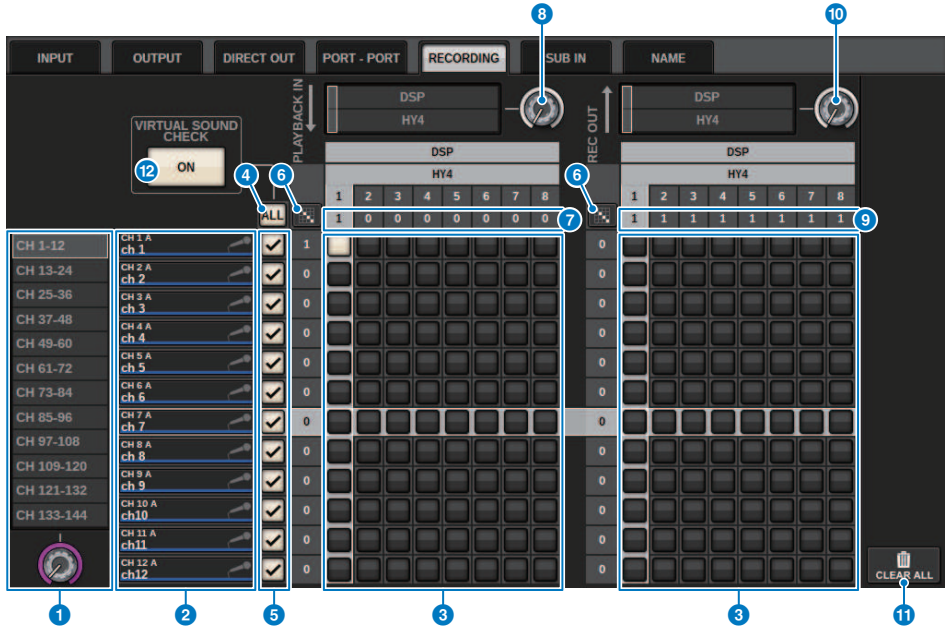 8 10
INPUT OUTPUT DIRECT OUT PORT - PORT RECORDING SUB IN NAME
PLAYBACK IN
DSP
HY4
REC OUT
DSP
HY4
VIRTUAL SOUND
CHECK
12 ON
DSP
HY4
DSP
HY4
4 6 6
1 2 3 4 5 6 7 8
1 2 3 4 5 6 7 8
ALL
1 0 0 0 0 0 0 0 7
1 1 1 1 1 1 1 1 9
CH 1-12
CH 13-24
CH 25-36
CH 37-48
CH 49-60
CH 61-72
CH 73-84
CH 85-96
CH 97-108
CH 109-120
CH 121-132
CH 133-144
CH 1 A
ch 1 1 0
CH 2 A
ch 2 0 0
CH 3 A
ch 3 0 0
CH 4 A
ch 4 0 0
CH 5 A
ch 5 0 0
CH 6 A
ch 6 0 0
CH 7 A
ch 7 0 0
CH 8 A
ch 8 0 0
CH 9 A
ch 9 0 0
CH 10 A
ch10 0 0
CH 11 A
ch11 0 0
CH 12 A
ch12 0 0
CLEAR ALL
1 2 5 3 3 11